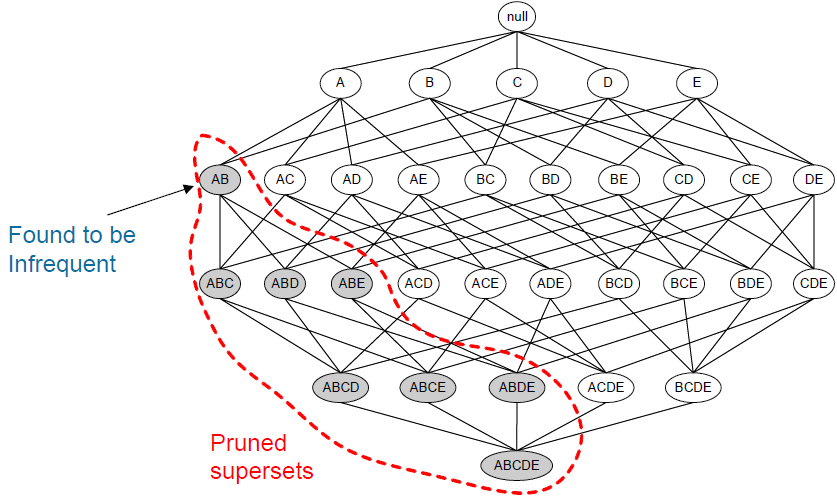 null
A B C D E
AB AC AD AE BC BD BE CD CE DE
Found to be
Infrequent
ABC ABD ABE ACD ACE ADE BCD BCE BDE CDE
ABCD ABCE ABDE ACDE BCDE
Pruned
supersets
ABCDE